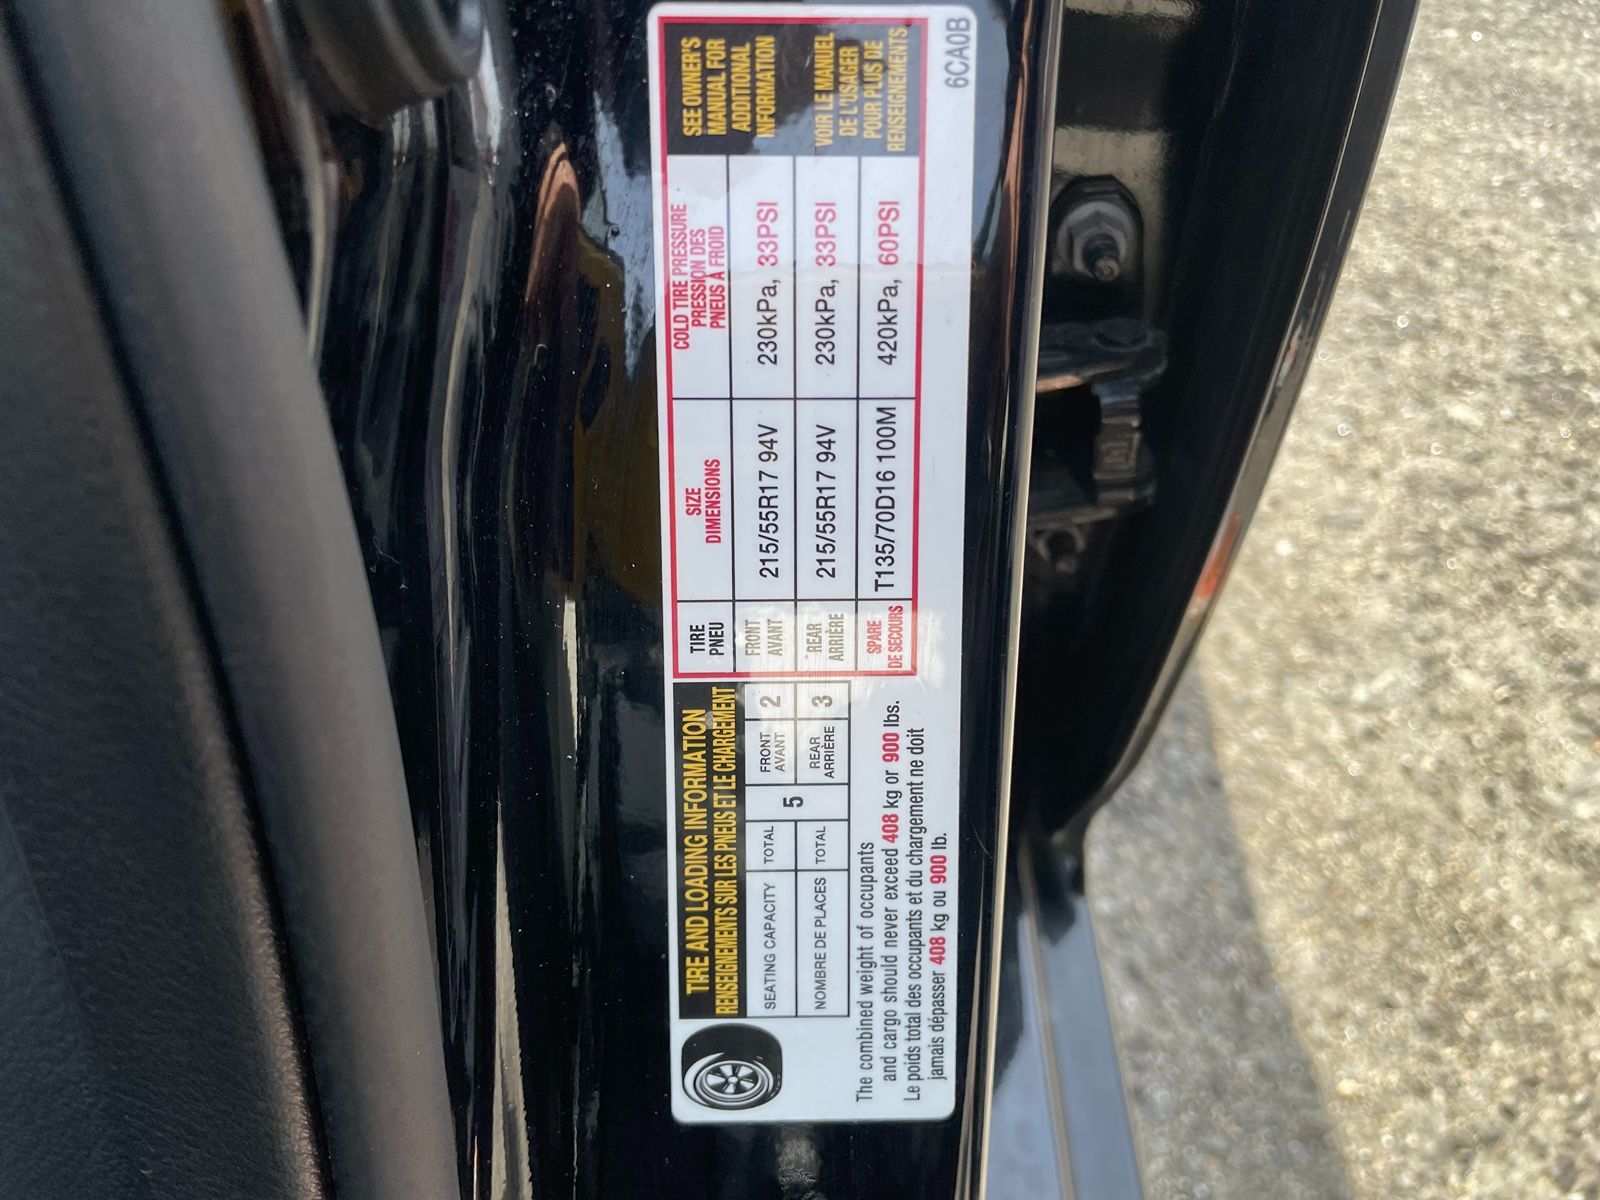 TIRE AND LOADING INFORMATION
RENSEIGNEMENTS SUR LES PNEUS ET LE CHARGEMENT
SEATING CAPACITY TOTAL 5 FRONT AVANT 2
NOMBRE DE PLACES TOTAL REAR ARRIÈRE 3
The combined weight of occupants
and cargo should never exceed 408 kg or 900 lbs.
Le poids total des occupants et du chargement ne doit
jamais dépasser 408 kg ou 900 lb.
TIRE PNEU SIZE DIMENSIONS COLD TIRE PRESSURE PRESSION DES PNEUS À FROID
FRONT AVANT 215/55R17 94V 230kPa, 33PSI
REAR ARRIÈRE 215/55R17 94V 230kPa, 33PSI
SPARE DE SECOURS T135/70D16 100M 420kPa, 60PSI
SEE OWNER'S
MANUAL FOR
ADDITIONAL
INFORMATION
VOIR LE MANUEL
DE L'USAGER
POUR PLUS DE
RENSEIGNEMENTS
6CA0B